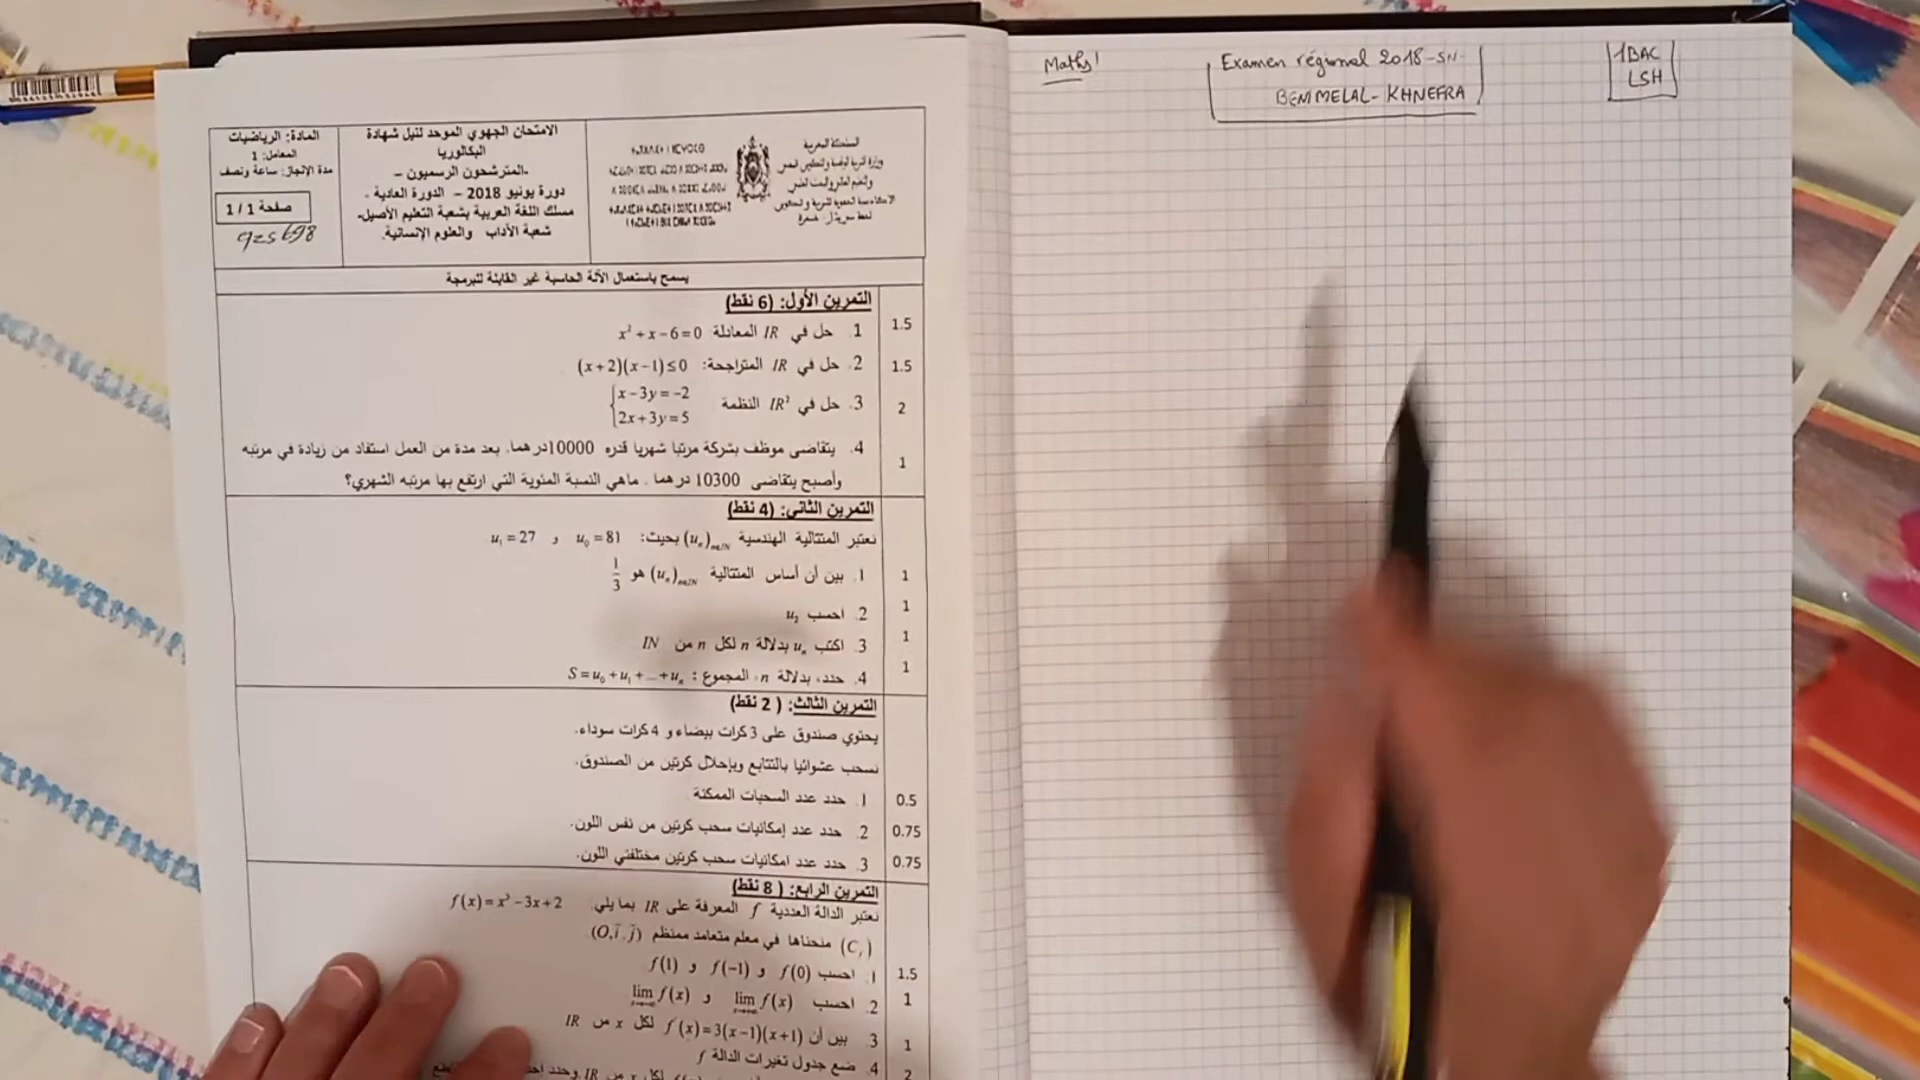 Maths!
Examen régional 2018-SN-
BENIMELAL-KHNEFRA
1BAC
LSH
المادة: الرياضيات
المعامل: 1
مدة الإنجاز: ساعة ونصف
صفحة 1 / 1
الامتحان الجهوي الموحد لنيل شهادة
البكالوريا
-المترشحون الرسميون -
دورة يونيو 2018 - الدورة العادية -
مسلك اللغة العربية بشعبة التعليم الأصيل-
شعبة الآداب والعلوم الإنسانية.
المملكة المغربية
يسمح باستعمال الآلة الحاسبة غير القابلة للبرمجة
التمرين الأول: (6 نقط)
1. حل في IR المعادلة x² + x − 6 = 0 1.5
2. حل في IR المتراجحة: (x+2)(x−1) ≤ 0 1.5
3. حل في IR² النظمة {x − 3y = −2 2
2x + 3y = 5
4. يتقاضى موظف بشركة مرتبا شهريا قدره 10000درهما. بعد مدة من العمل استفاد من زيادة في مرتبه 1
وأصبح يتقاضى 10300 درهما . ماهي النسبة المئوية التي ارتفع بها مرتبه الشهري؟
التمرين الثاني: (4 نقط)
نعتبر المتتالية الهندسية (uₙ)ₙ∈IN بحيث: u₀ = 81 و u₁ = 27
1. بين أن أساس المتتالية (uₙ)ₙ∈IN هو 1/3 1
2. احسب u₂ 1
3. اكتب uₙ بدلالة n لكل n من IN 1
4. حدد، بدلالة n، المجموع : S = u₀ + u₁ + ... + uₙ 1
التمرين الثالث: ( 2 نقط)
يحتوي صندوق على 3 كرات بيضاء و 4 كرات سوداء.
نسحب عشوائيا بالتتابع وبإحلال كرتين من الصندوق.
1. حدد عدد السحبات الممكنة 0.5
2. حدد عدد إمكانيات سحب كرتين من نفس اللون. 0.75
3. حدد عدد امكانيات سحب كرتين مختلفتي اللون. 0.75
التمرين الرابع: ( 8 نقط)
نعتبر الدالة العددية f المعرفة على IR بما يلي f(x) = x³ − 3x + 2
(C_f) منحناها في معلم متعامد ممنظم (O, i, j).
1. احسب f(0) و f(−1) و f(1) 1.5
2. احسب lim f(x) و lim f(x) 1
3. بين أن f'(x) = 3(x−1)(x+1) لكل x من IR 1
4. ضع جدول تغيرات الدالة f 2